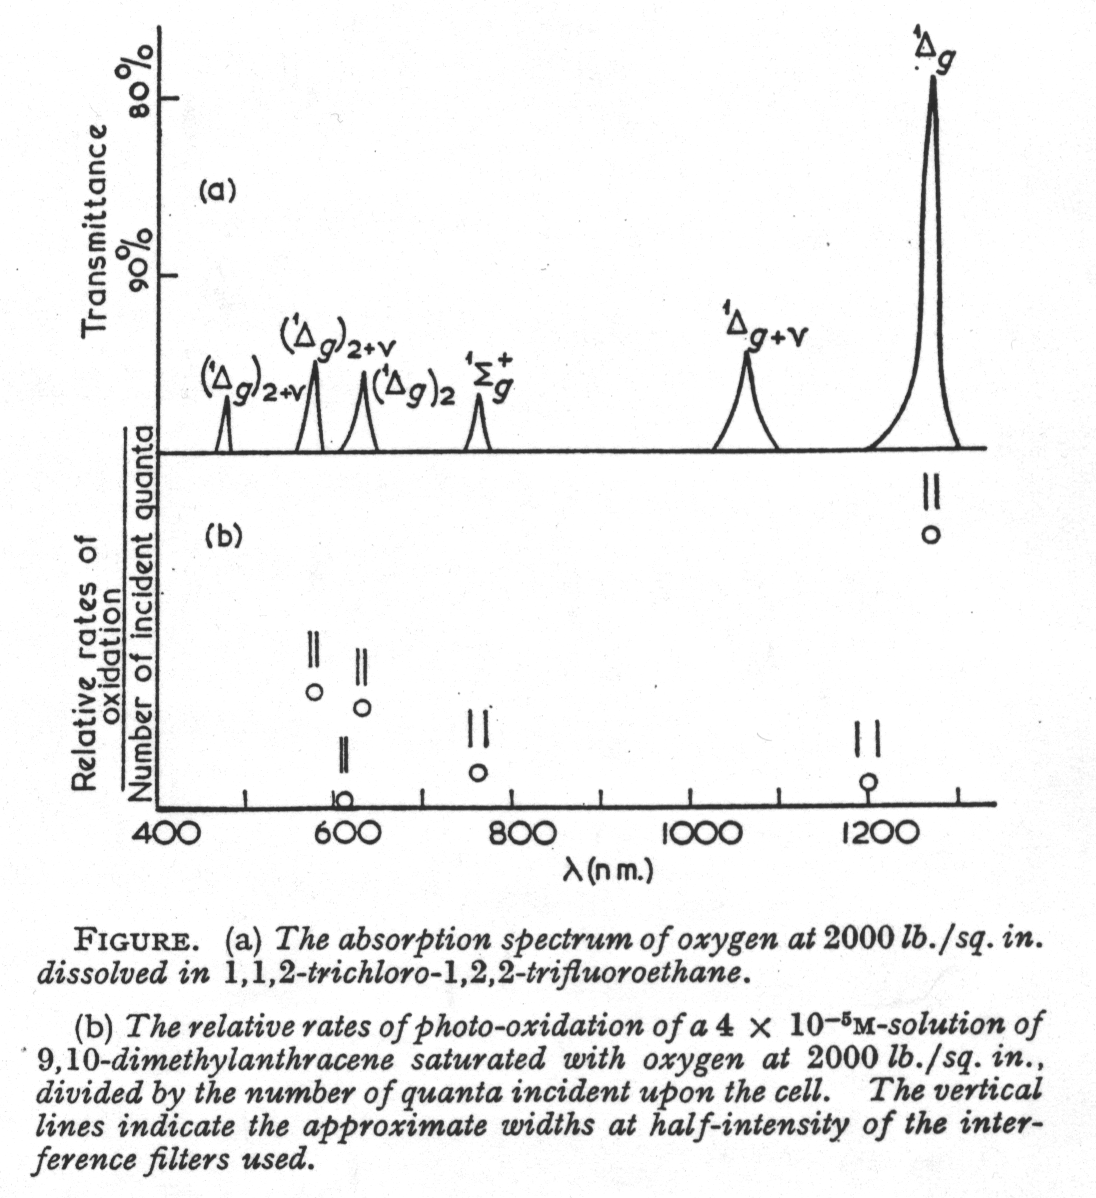 ¹Δg
80%
Transmittance
(a)
90%
¹Δg+v
(¹Δg)2+v
(¹Δg)2+v
(¹Δg)2
¹Σg⁺
(b)
Relative rates of
oxidation
Number of incident quanta
400 600 800 1000 1200
λ(nm.)
FIGURE. (a) The absorption spectrum of oxygen at 2000 lb./sq. in.
dissolved in 1,1,2-trichloro-1,2,2-trifluoroethane.
(b) The relative rates of photo-oxidation of a 4 × 10⁻⁵M-solution of
9,10-dimethylanthracene saturated with oxygen at 2000 lb./sq. in.,
divided by the number of quanta incident upon the cell. The vertical
lines indicate the approximate widths at half-intensity of the inter-
ference filters used.